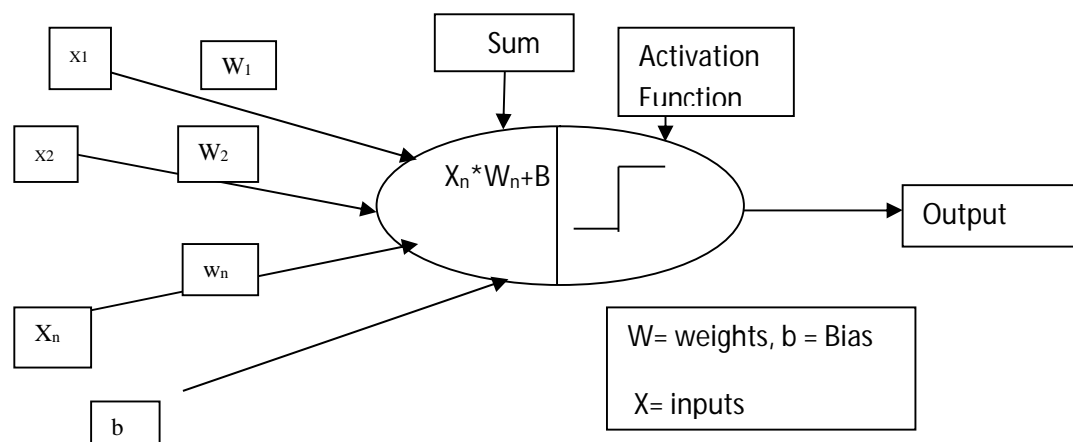 X1
W1
Sum
Activation
Function
X2
W2
Xn*Wn+B
Output
wn
Xn
W= weights, b = Bias
X= inputs
b